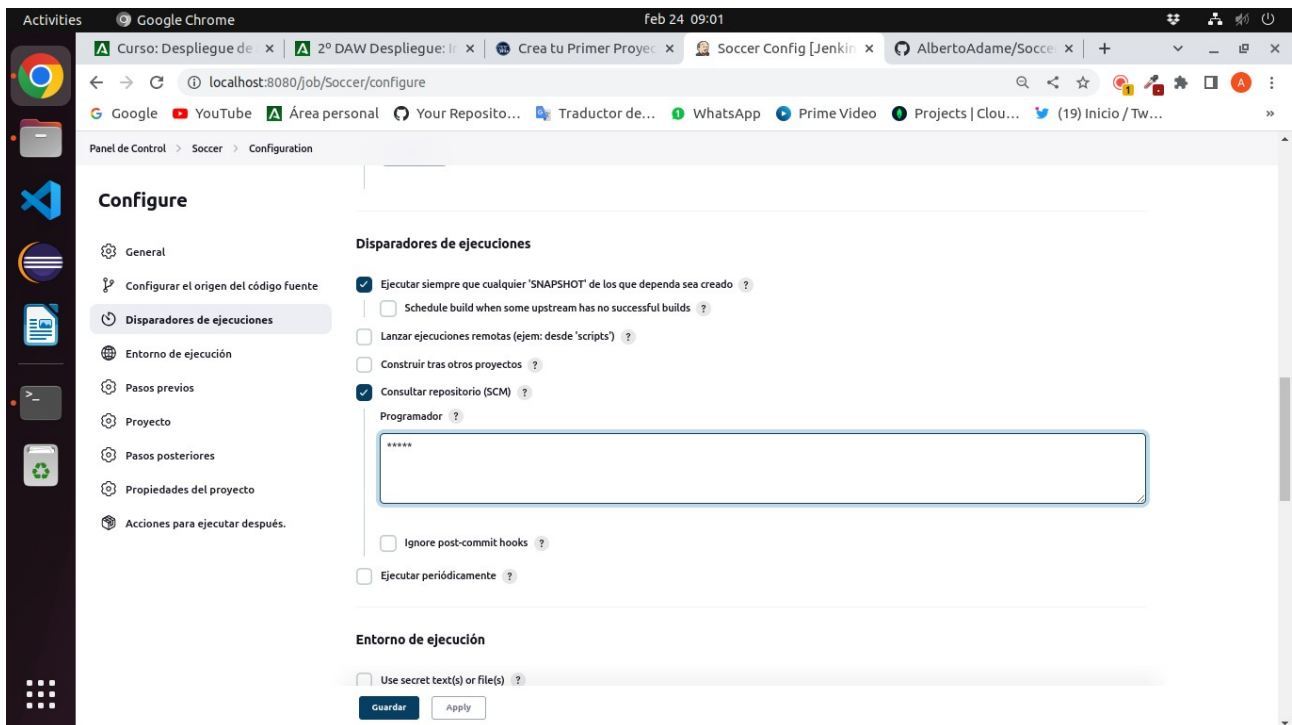 Activities
Google Chrome
feb 24 09:01
Curso: Despliegue de
2º DAW Despliegue: I
Crea tu Primer Proyec
Soccer Config [Jenkin
AlbertoAdame/Socce
localhost:8080/job/Soccer/configure
1
A
Google
YouTube
Área personal
Your Reposito...
Traductor de...
WhatsApp
Prime Video
Projects | Clou...
(19) Inicio / Tw...
»
Panel de Control > Soccer > Configuration
Configure
General
Configurar el origen del código fuente
Disparadores de ejecuciones
Entorno de ejecución
Pasos previos
Proyecto
Pasos posteriores
Propiedades del proyecto
Acciones para ejecutar después.
Disparadores de ejecuciones
Ejecutar siempre que cualquier 'SNAPSHOT' de los que dependa sea creado ?
Schedule build when some upstream has no successful builds ?
Lanzar ejecuciones remotas (ejem: desde 'scripts') ?
Construir tras otros proyectos ?
Consultar repositorio (SCM) ?
Programador ?
*****
Ignore post-commit hooks ?
Ejecutar periódicamente ?
Entorno de ejecución
Use secret text(s) or file(s) ?
Guardar
Apply